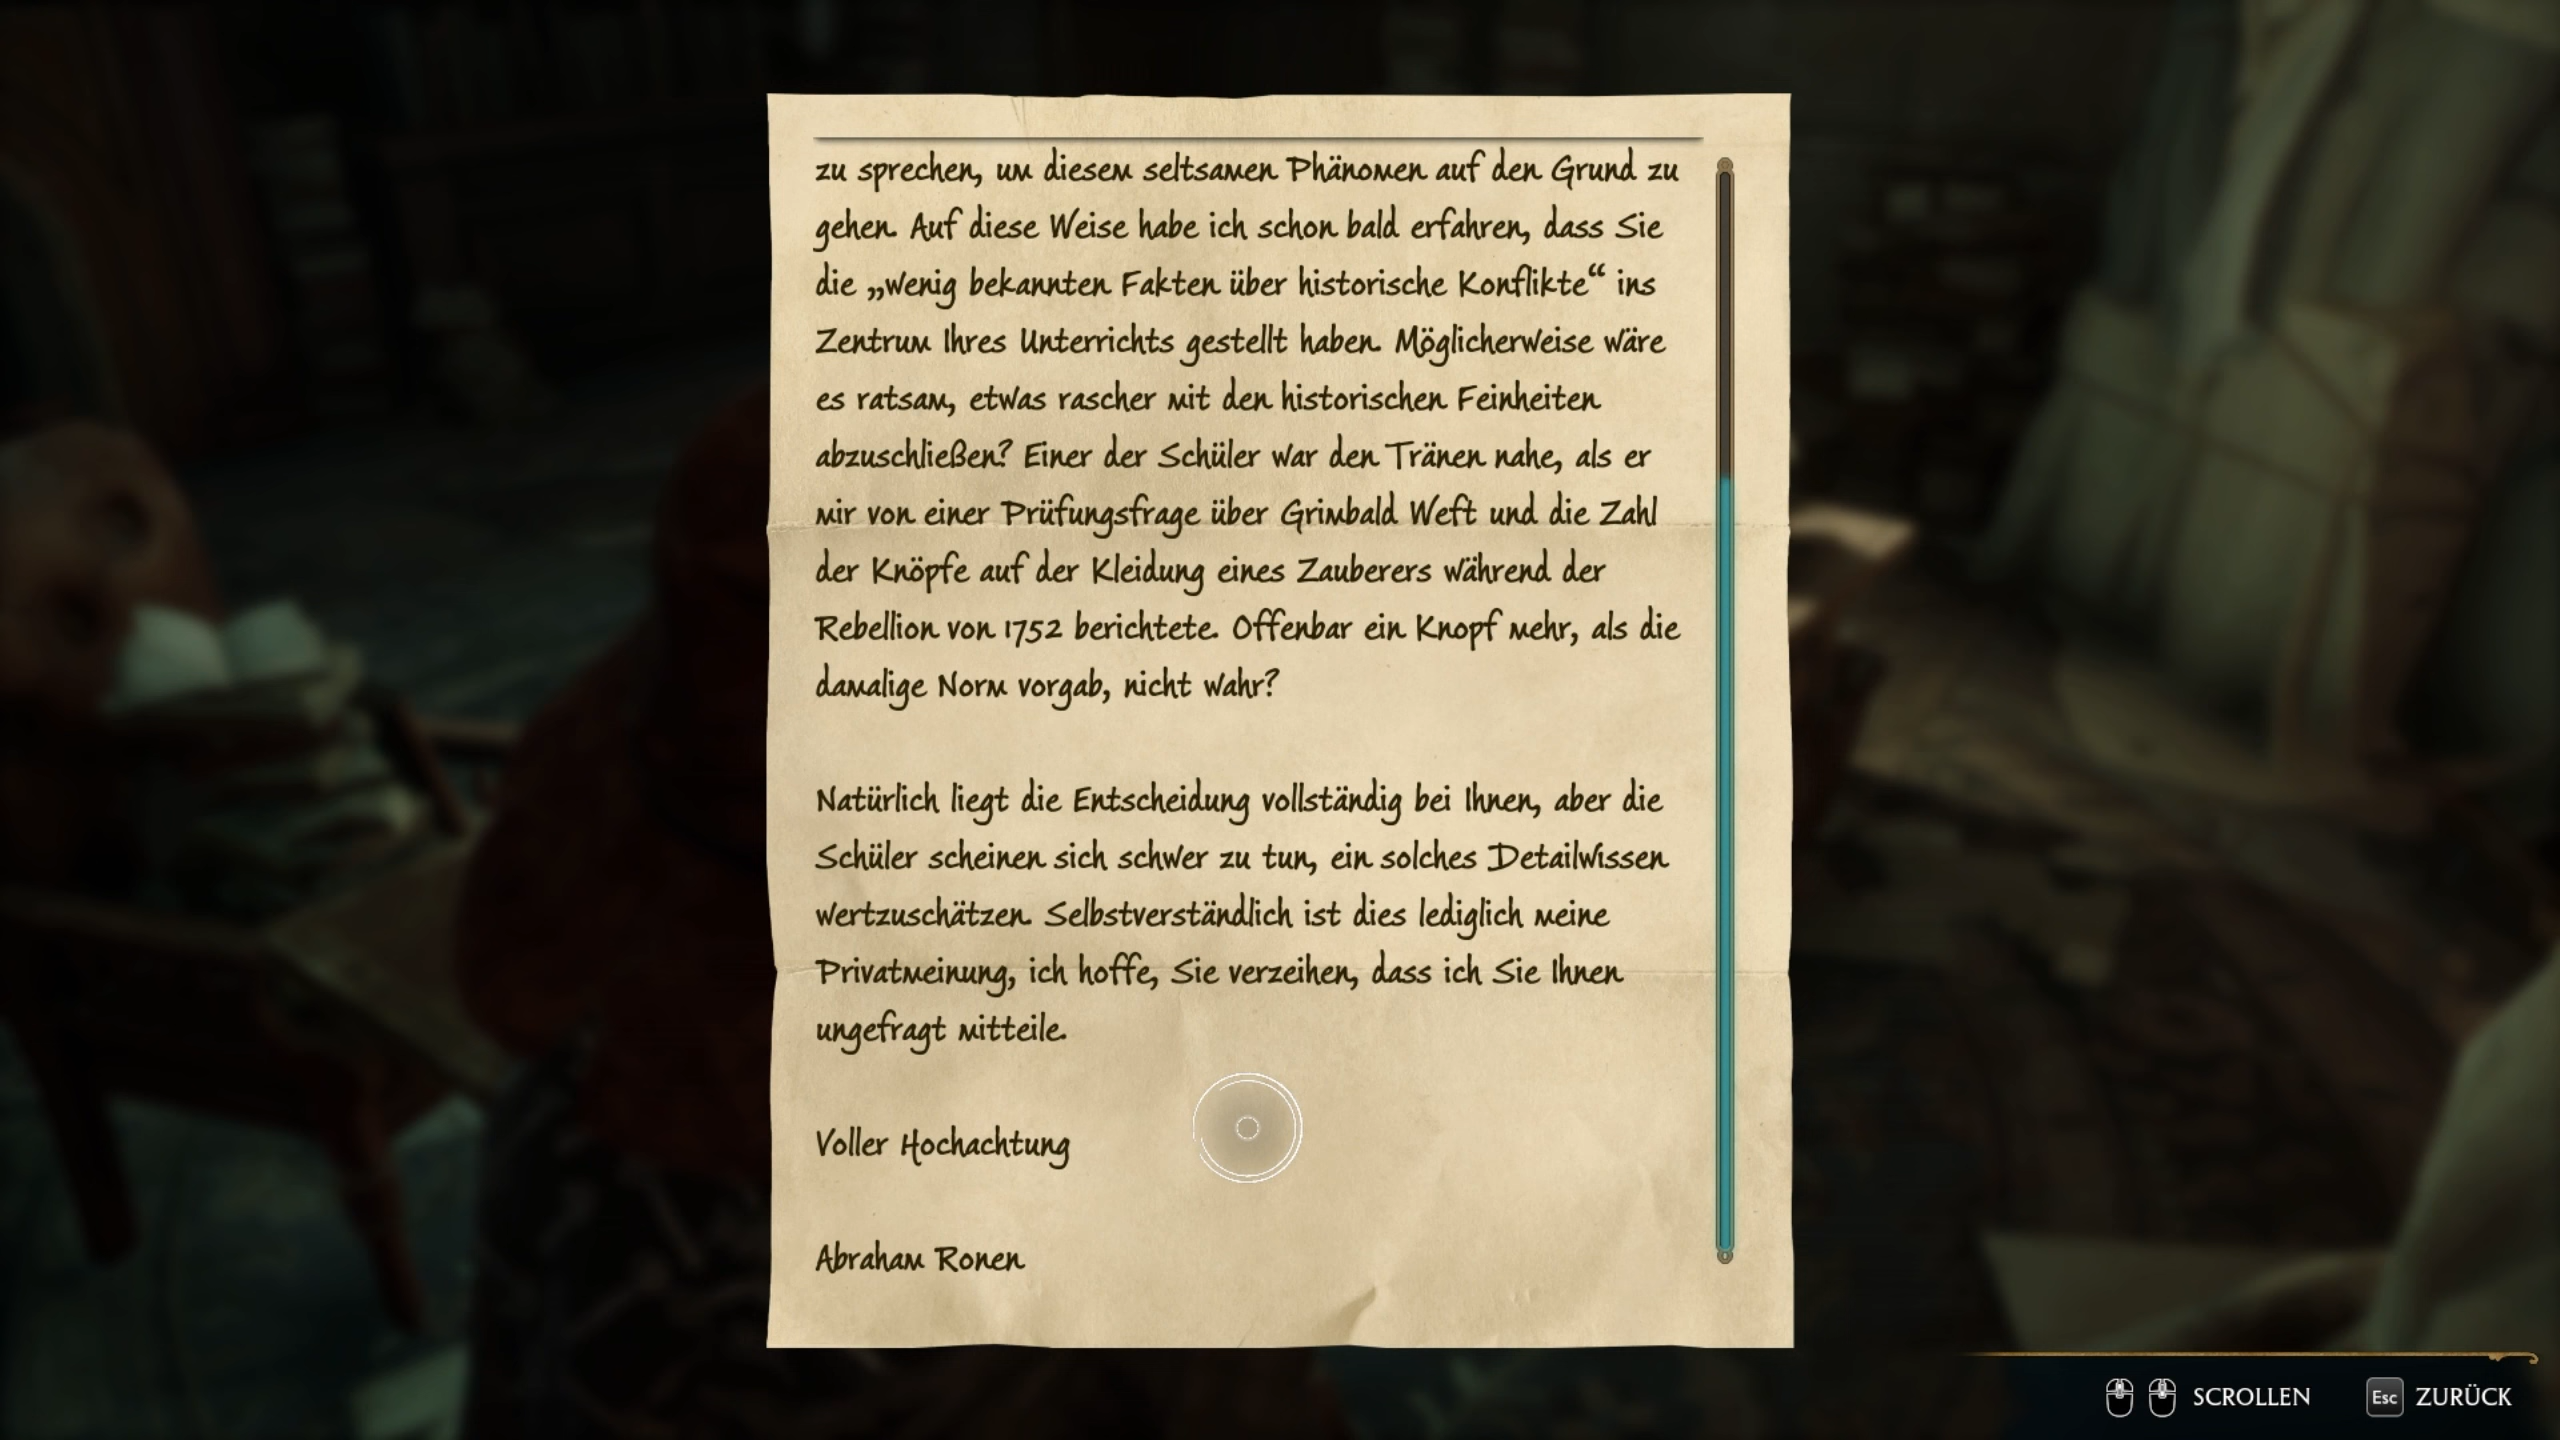 zu sprechen, um diesem seltsamen Phänomen auf den Grund zu
gehen. Auf diese Weise habe ich schon bald erfahren, dass Sie
die „wenig bekannten Fakten über historische Konflikte“ ins
Zentrum Ihres Unterrichts gestellt haben. Möglicherweise wäre
es ratsam, etwas rascher mit den historischen Feinheiten
abzuschließen? Einer der Schüler war den Tränen nahe, als er
mir von einer Prüfungsfrage über Grimbald Weft und die Zahl
der Knöpfe auf der Kleidung eines Zauberers während der
Rebellion von 1752 berichtete. Offenbar ein Knopf mehr, als die
damalige Norm vorgab, nicht wahr?
Natürlich liegt die Entscheidung vollständig bei Ihnen, aber die
Schüler scheinen sich schwer zu tun, ein solches Detailwissen
wertzuschätzen. Selbstverständlich ist dies lediglich meine
Privatmeinung, ich hoffe, Sie verzeihen, dass ich Sie Ihnen
ungefragt mitteile.
Voller Hochachtung
Abraham Ronen
SCROLLEN Esc ZURÜCK